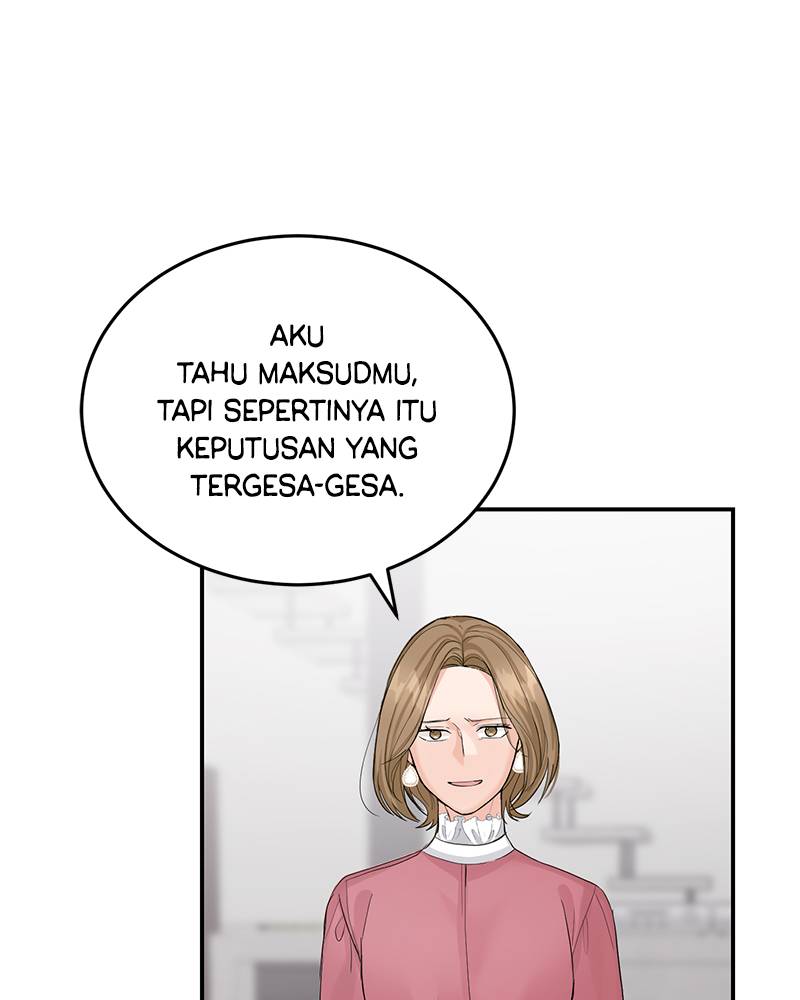 AKU
TAHU MAKSUDMU,
TAPI SEPERTINYA ITU
KEPUTUSAN YANG
TERGESA-GESA.